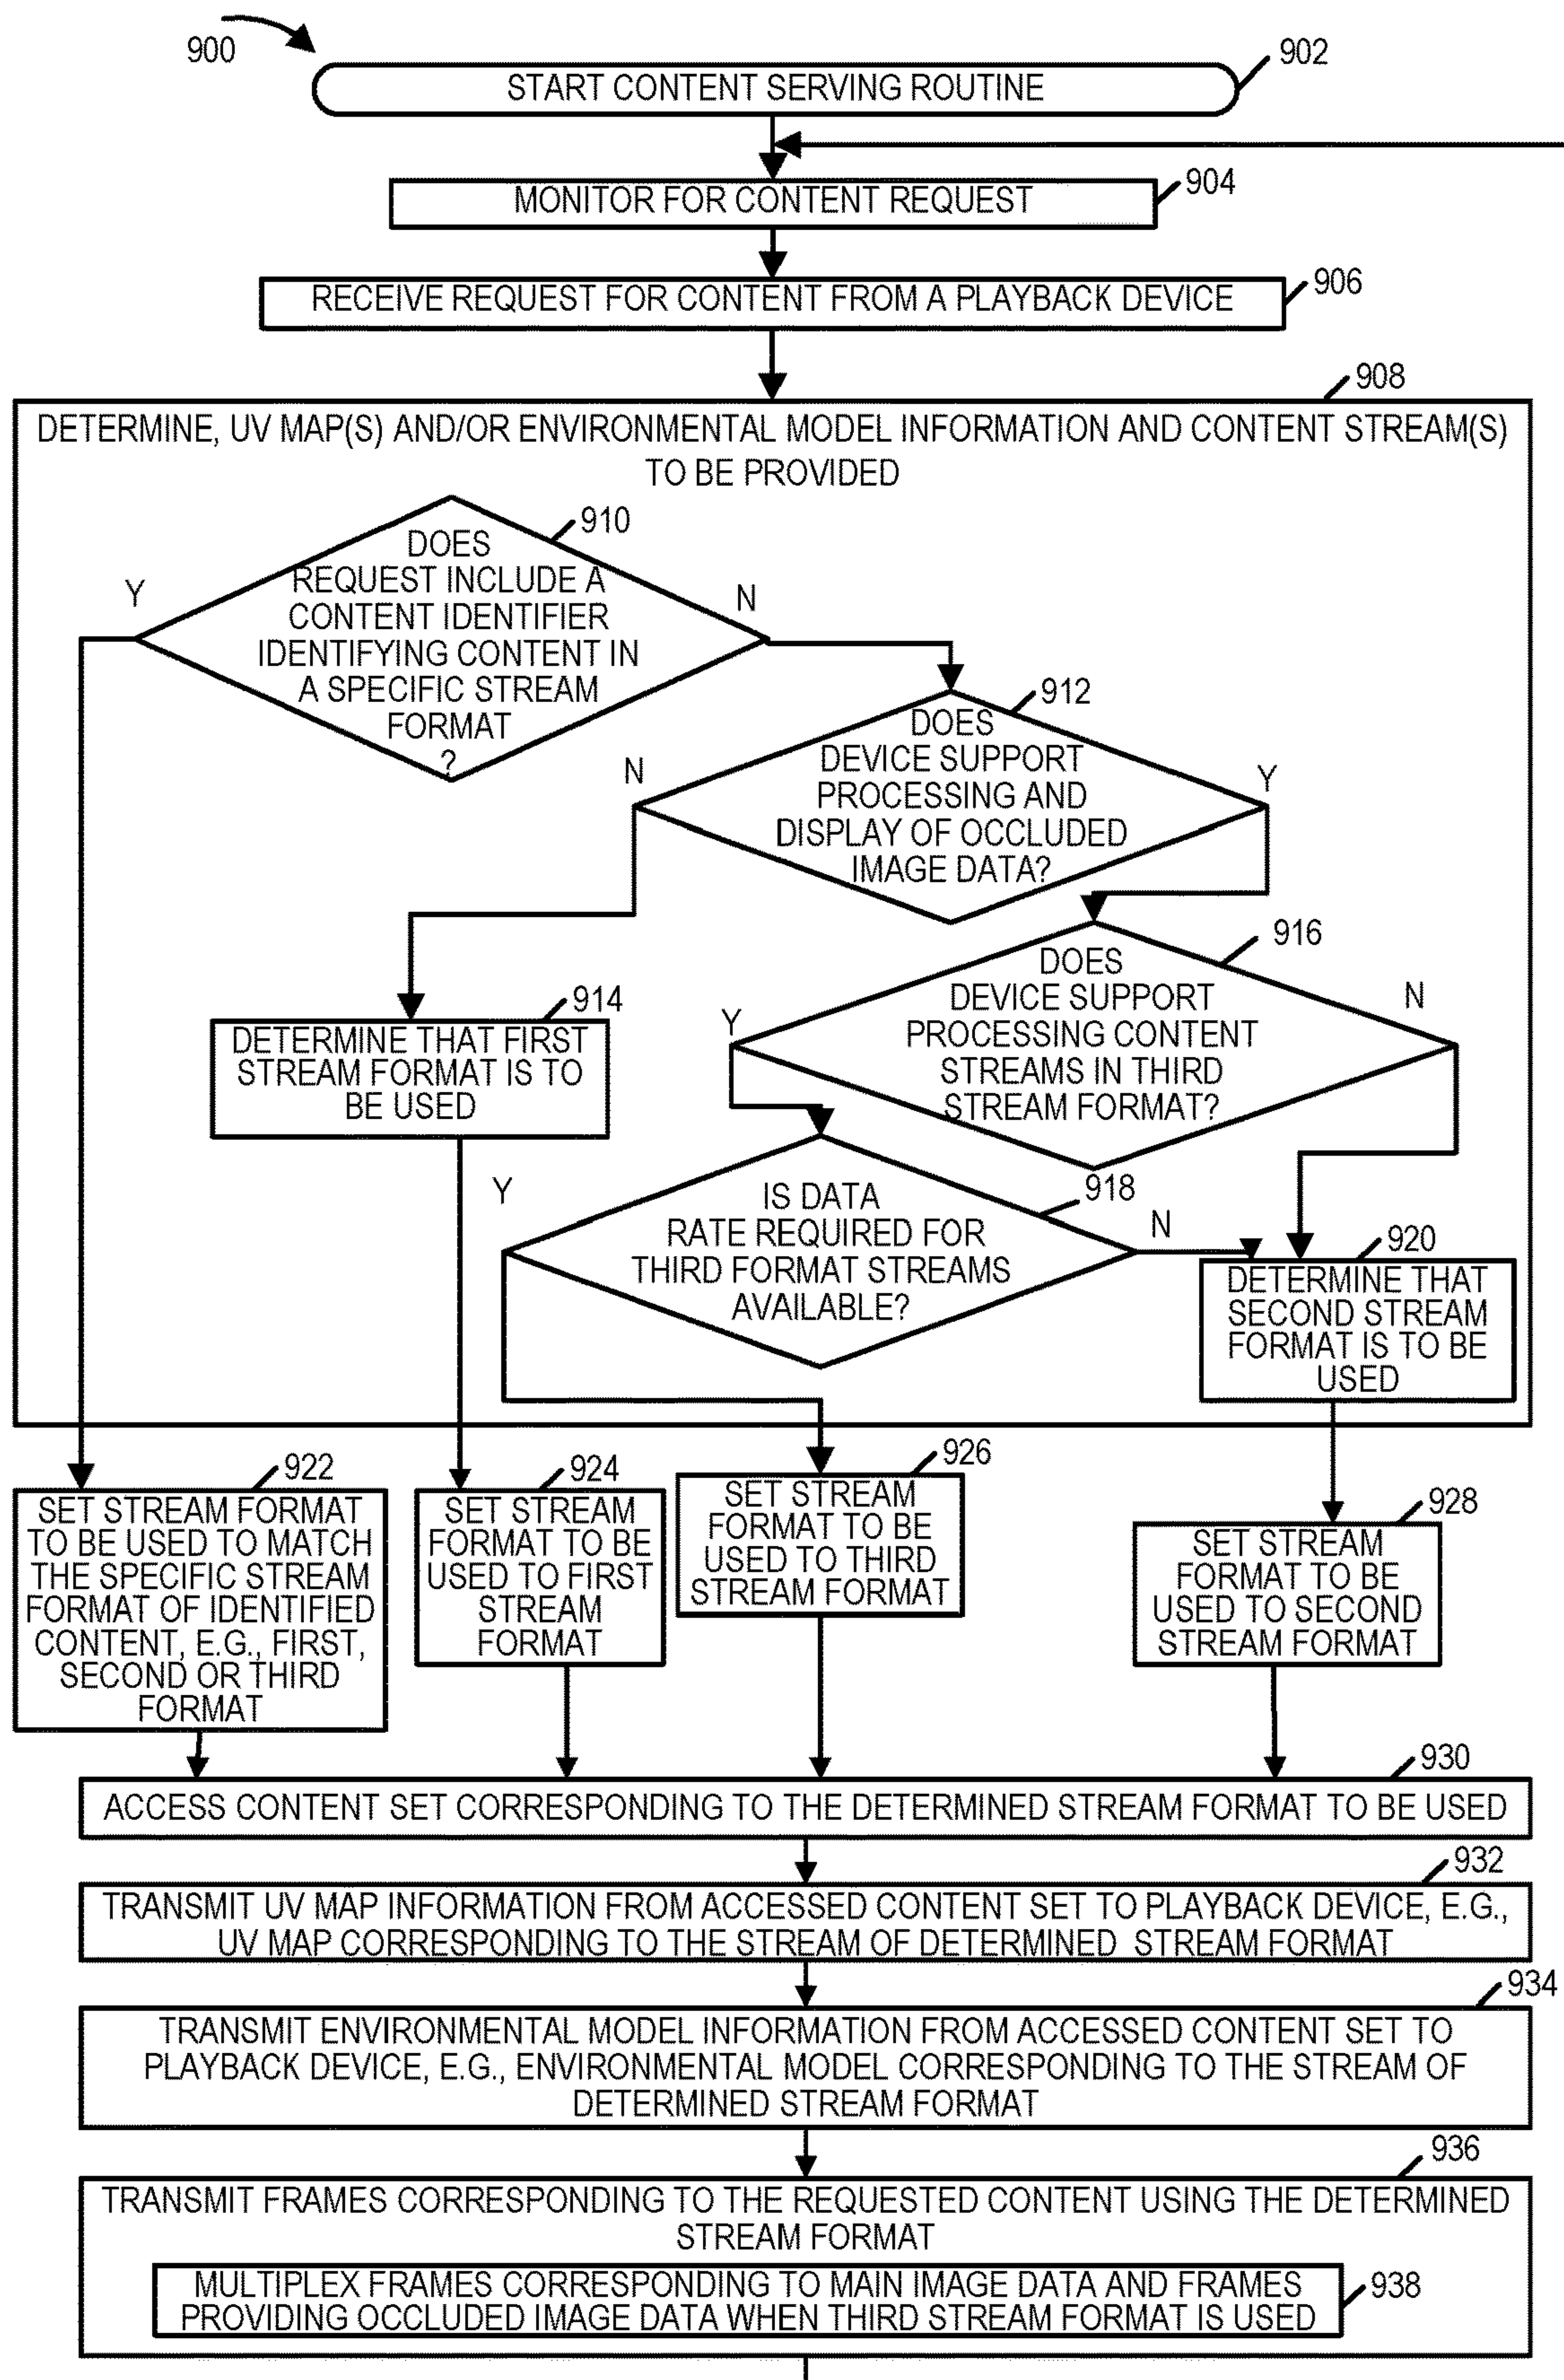 900
START CONTENT SERVING ROUTINE
902
MONITOR FOR CONTENT REQUEST
904
RECEIVE REQUEST FOR CONTENT FROM A PLAYBACK DEVICE
906
908
DETERMINE, UV MAP(S) AND/OR ENVIRONMENTAL MODEL INFORMATION AND CONTENT STREAM(S)
TO BE PROVIDED
910
DOES
REQUEST INCLUDE A
CONTENT IDENTIFIER
IDENTIFYING CONTENT IN
A SPECIFIC STREAM
FORMAT
?
Y
N
912
DOES
DEVICE SUPPORT
PROCESSING AND
DISPLAY OF OCCLUDED
IMAGE DATA?
N
Y
914
DETERMINE THAT FIRST
STREAM FORMAT IS TO
BE USED
916
DOES
DEVICE SUPPORT
PROCESSING CONTENT
STREAMS IN THIRD
STREAM FORMAT?
Y
N
918
IS DATA
RATE REQUIRED FOR
THIRD FORMAT STREAMS
AVAILABLE?
Y
N
920
DETERMINE THAT
SECOND STREAM
FORMAT IS TO BE
USED
922
SET STREAM FORMAT
TO BE USED TO MATCH
THE SPECIFIC STREAM
FORMAT OF IDENTIFIED
CONTENT, E.G., FIRST,
SECOND OR THIRD
FORMAT
924
SET STREAM
FORMAT TO BE
USED TO FIRST
STREAM
FORMAT
926
SET STREAM
FORMAT TO BE
USED TO THIRD
STREAM FORMAT
928
SET STREAM
FORMAT TO BE
USED TO SECOND
STREAM FORMAT
930
ACCESS CONTENT SET CORRESPONDING TO THE DETERMINED STREAM FORMAT TO BE USED
932
TRANSMIT UV MAP INFORMATION FROM ACCESSED CONTENT SET TO PLAYBACK DEVICE, E.G.,
UV MAP CORRESPONDING TO THE STREAM OF DETERMINED STREAM FORMAT
934
TRANSMIT ENVIRONMENTAL MODEL INFORMATION FROM ACCESSED CONTENT SET TO
PLAYBACK DEVICE, E.G., ENVIRONMENTAL MODEL CORRESPONDING TO THE STREAM OF
DETERMINED STREAM FORMAT
936
TRANSMIT FRAMES CORRESPONDING TO THE REQUESTED CONTENT USING THE DETERMINED
STREAM FORMAT
MULTIPLEX FRAMES CORRESPONDING TO MAIN IMAGE DATA AND FRAMES
PROVIDING OCCLUDED IMAGE DATA WHEN THIRD STREAM FORMAT IS USED
938